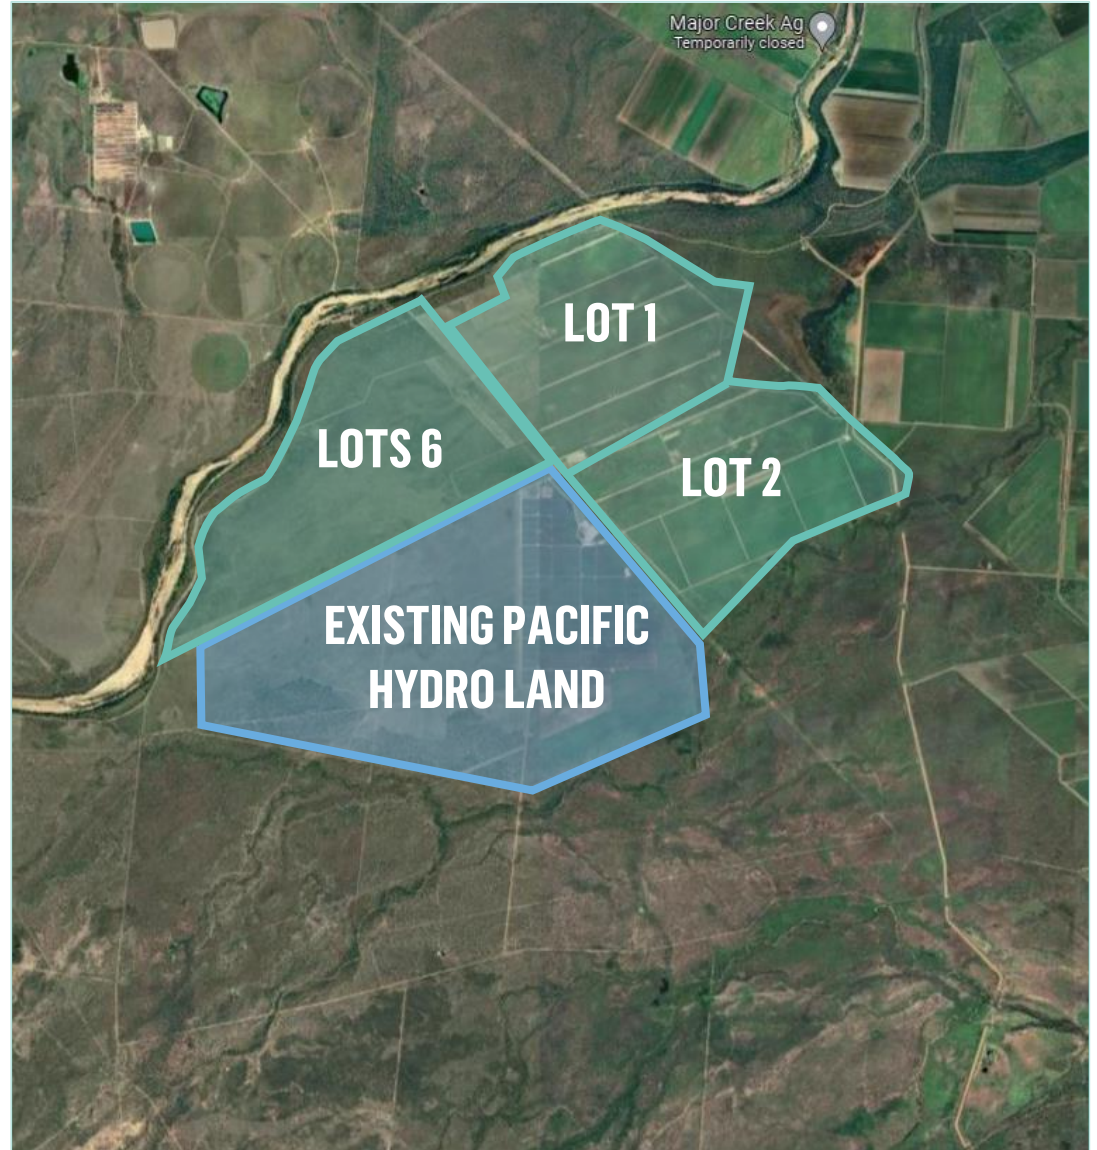 Major Creek Ag
Temporarily closed
LOT 1
LOTS 6
LOT 2
EXISTING PACIFIC
HYDRO LAND